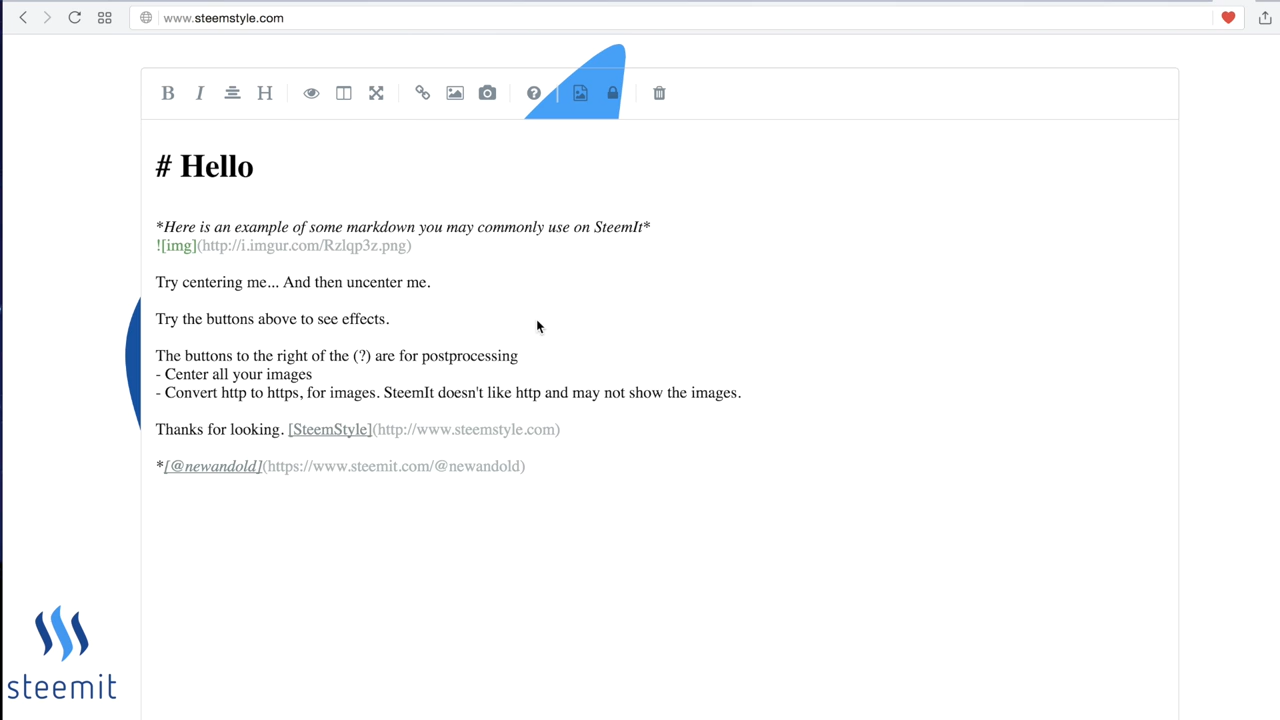 www.steemstyle.com
B I H
# Hello
*Here is an example of some markdown you may commonly use on SteemIt*
![img](http://i.imgur.com/Rzlqp3z.png)
Try centering me... And then uncenter me.
Try the buttons above to see effects.
The buttons to the right of the (?) are for postprocessing
- Center all your images
- Convert http to https, for images. SteemIt doesn't like http and may not show the images.
Thanks for looking. [SteemStyle](http://www.steemstyle.com)
*[@newandold](https://www.steemit.com/@newandold)
steemit